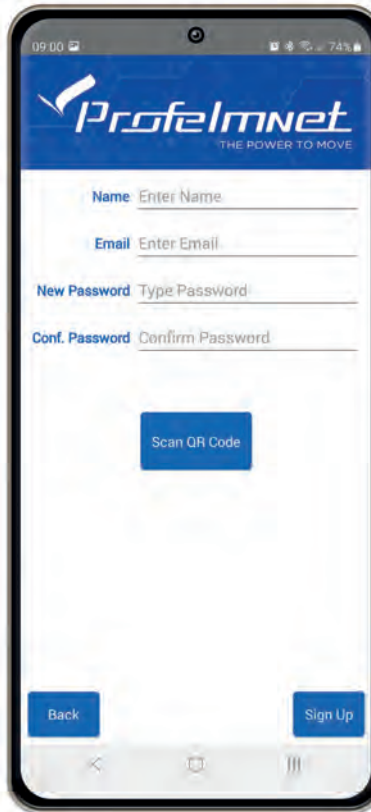 09:00 74%
Profelmnet
THE POWER TO MOVE
Name Enter Name
Email Enter Email
New Password Type Password
Conf. Password Confirm Password
Scan QR Code
Back Sign Up